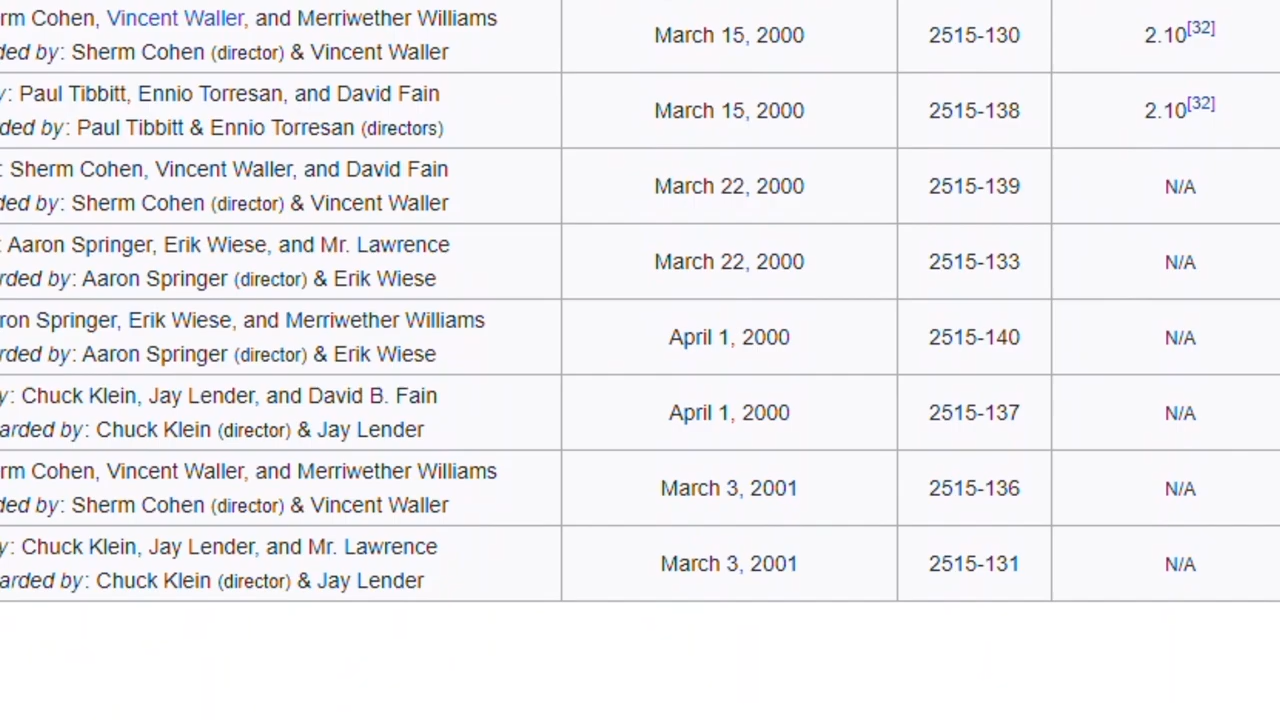 rm Cohen, Vincent Waller, and Merriwether Williams
ded by: Sherm Cohen (director) & Vincent Waller
March 15, 2000
2515-130
2.10[32]
y: Paul Tibbitt, Ennio Torresan, and David Fain
ded by: Paul Tibbitt & Ennio Torresan (directors)
March 15, 2000
2515-138
2.10[32]
: Sherm Cohen, Vincent Waller, and David Fain
ded by: Sherm Cohen (director) & Vincent Waller
March 22, 2000
2515-139
N/A
: Aaron Springer, Erik Wiese, and Mr. Lawrence
rded by: Aaron Springer (director) & Erik Wiese
March 22, 2000
2515-133
N/A
ron Springer, Erik Wiese, and Merriwether Williams
rded by: Aaron Springer (director) & Erik Wiese
April 1, 2000
2515-140
N/A
y: Chuck Klein, Jay Lender, and David B. Fain
arded by: Chuck Klein (director) & Jay Lender
April 1, 2000
2515-137
N/A
rm Cohen, Vincent Waller, and Merriwether Williams
ded by: Sherm Cohen (director) & Vincent Waller
March 3, 2001
2515-136
N/A
y: Chuck Klein, Jay Lender, and Mr. Lawrence
arded by: Chuck Klein (director) & Jay Lender
March 3, 2001
2515-131
N/A